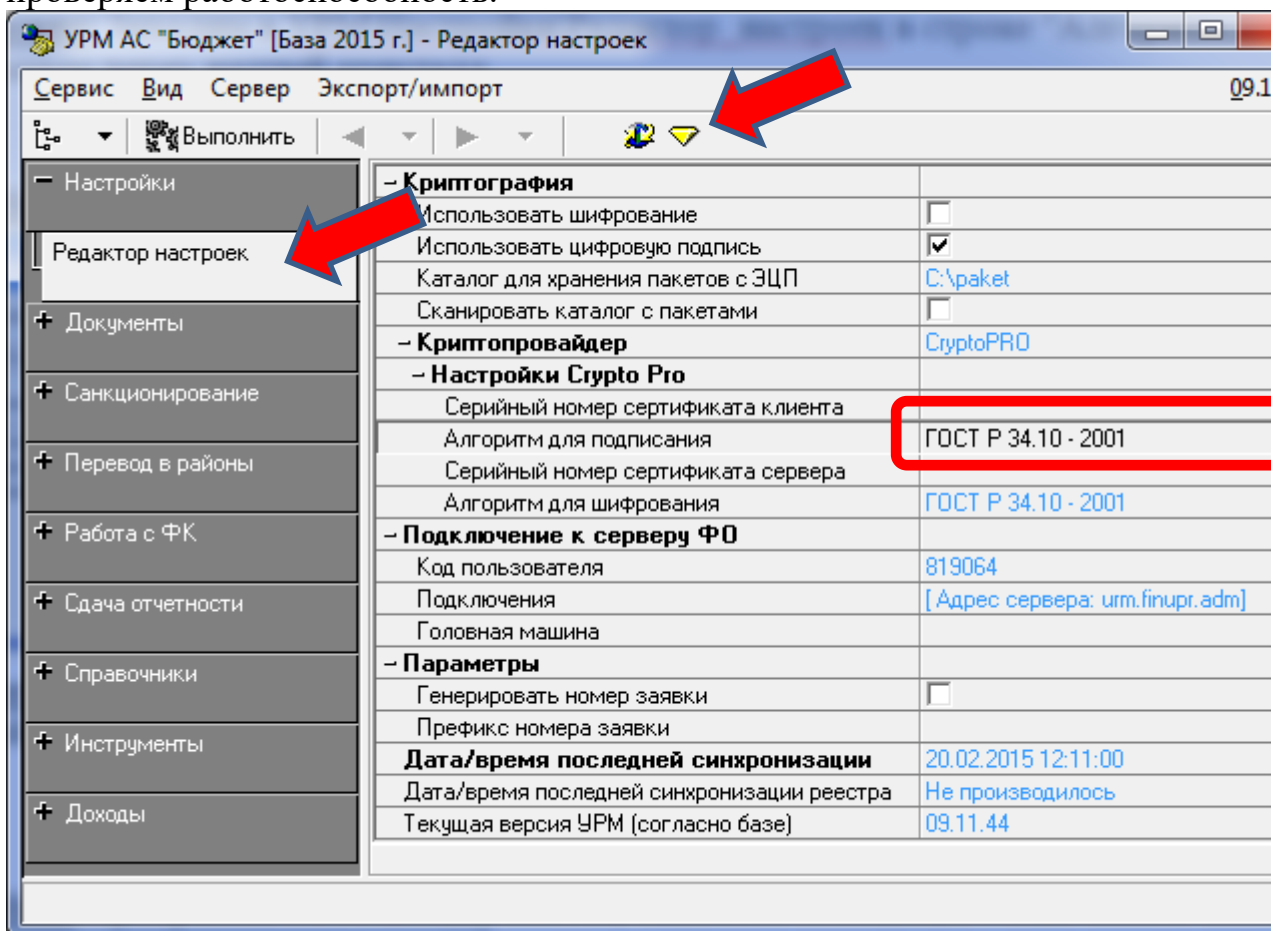 проверяем работоспособность.
УРМ АС "Бюджет" [База 2015 г.] - Редактор настроек
Сервис Вид Сервер Экспорт/импорт 09.1
Выполнить
Настройки
Редактор настроек
Документы
Санкционирование
Перевод в районы
Работа с ФК
Сдача отчетности
Справочники
Инструменты
Доходы
Криптография
Использовать шифрование
Использовать цифровую подпись
Каталог для хранения пакетов с ЭЦП C:\paket
Сканировать каталог с пакетами
Криптопровайдер CryptoPRO
Настройки Crypto Pro
Серийный номер сертификата клиента
Алгоритм для подписания ГОСТ Р 34.10 - 2001
Серийный номер сертификата сервера
Алгоритм для шифрования ГОСТ Р 34.10 - 2001
Подключение к серверу ФО
Код пользователя 819064
Подключения [ Адрес сервера: urm.finupr.adm]
Головная машина
Параметры
Генерировать номер заявки
Префикс номера заявки
Дата/время последней синхронизации 20.02.2015 12:11:00
Дата/время последней синхронизации реестра Не производилось
Текущая версия УРМ (согласно базе) 09.11.44